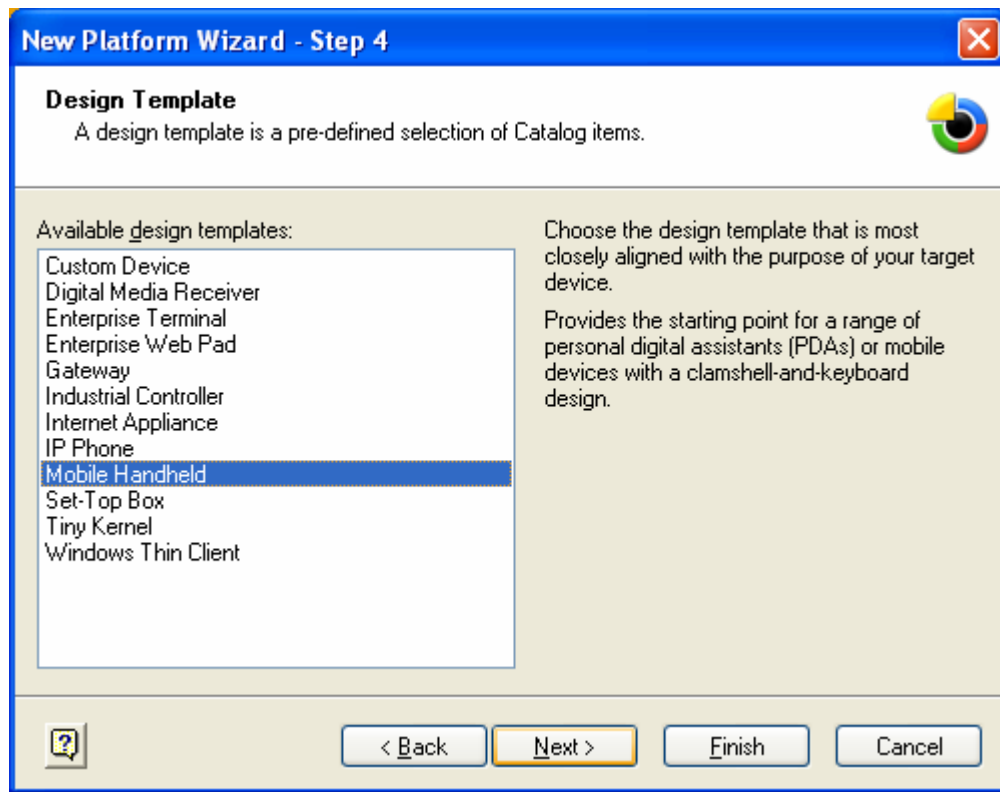 New Platform Wizard - Step 4
Design Template
A design template is a pre-defined selection of Catalog items.
Available design templates:
Custom Device
Digital Media Receiver
Enterprise Terminal
Enterprise Web Pad
Gateway
Industrial Controller
Internet Appliance
IP Phone
Mobile Handheld
Set-Top Box
Tiny Kernel
Windows Thin Client
Choose the design template that is most
closely aligned with the purpose of your target
device.
Provides the starting point for a range of
personal digital assistants (PDAs) or mobile
devices with a clamshell-and-keyboard
design.
< Back
Next >
Finish
Cancel